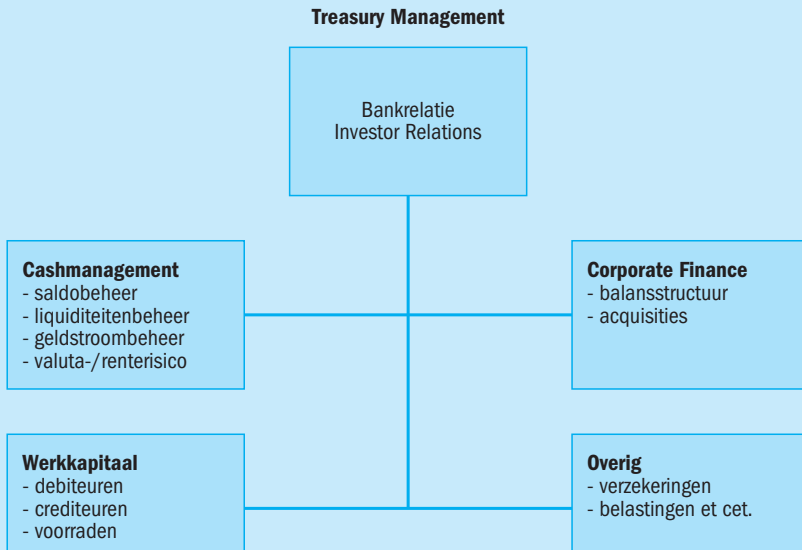 Treasury Management
Bankrelatie
Investor Relations
Cashmanagement
- saldobeheer
- liquiditeitenbeheer
- geldstroombeheer
- valuta-/renterisico
Corporate Finance
- balansstructuur
- acquisities
Werkkapitaal
- debiteuren
- crediteuren
- voorraden
Overig
- verzekeringen
- belastingen et cet.